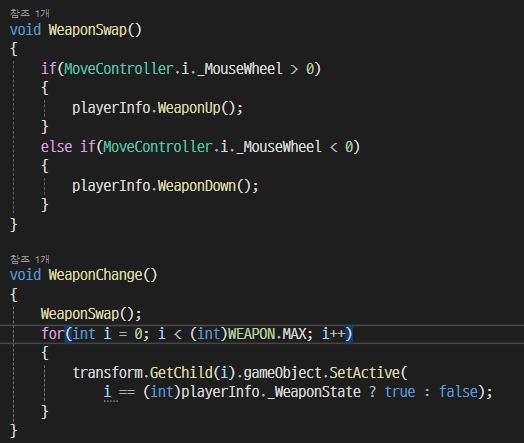 참조 1개
void WeaponSwap()
{
if(MoveController.i._MouseWheel > 0)
{
playerInfo.WeaponUp();
}
else if(MoveController.i._MouseWheel < 0)
{
playerInfo.WeaponDown();
}
}
참조 1개
void WeaponChange()
{
WeaponSwap();
for(int i = 0; i < (int)WEAPON.MAX; i++)
{
transform.GetChild(i).gameObject.SetActive(
i == (int)playerInfo._WeaponState ? true : false);
}
}